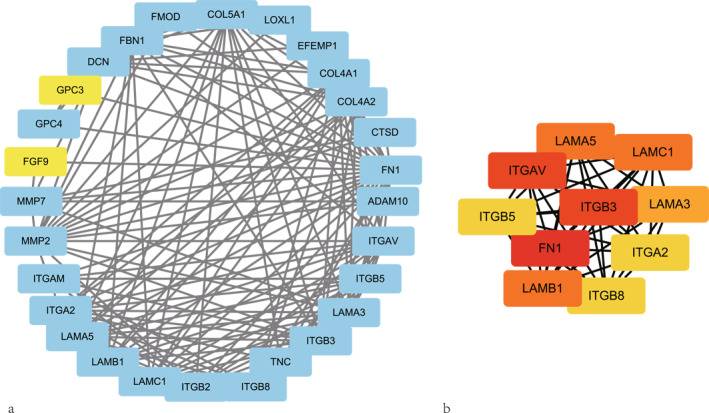 COL5A1
FMOD
LOXL1
FBN1
EFEMP1
DCN
COL4A1
GPC3
COL4A2
GPC4
CTSD
FGF9
FN1
MMP7
ADAM10
MMP2
ITGAV
ITGAM
ITGB5
ITGA2
LAMA3
LAMA5
ITGB3
LAMB1
TNC
LAMC1
ITGB2
ITGB8
a
LAMA5
LAMC1
ITGAV
ITGB3
LAMA3
ITGB5
FN1
ITGA2
LAMB1
ITGB8
b